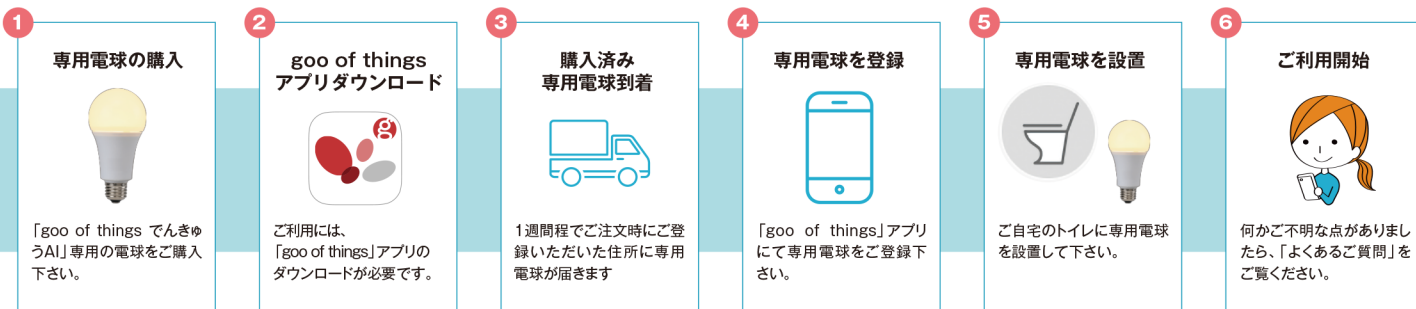 1
専用電球の購入
「goo of things でんきゅ
うAI」専用の電球をご購入
下さい。
2
goo of things
アプリダウンロード
g
ご利用には、
「goo of things」アプリの
ダウンロードが必要です。
3
購入済み
専用電球到着
1週間程でご注文時にご登
録いただいた住所に専用
電球が届きます
4
専用電球を登録
「goo of things」アプリ
にて専用電球をご登録下
さい。
5
専用電球を設置
ご自宅のトイレに専用電球
を設置して下さい。
6
ご利用開始
何かご不明な点がありまし
たら、「よくあるご質問」を
ご覧ください。